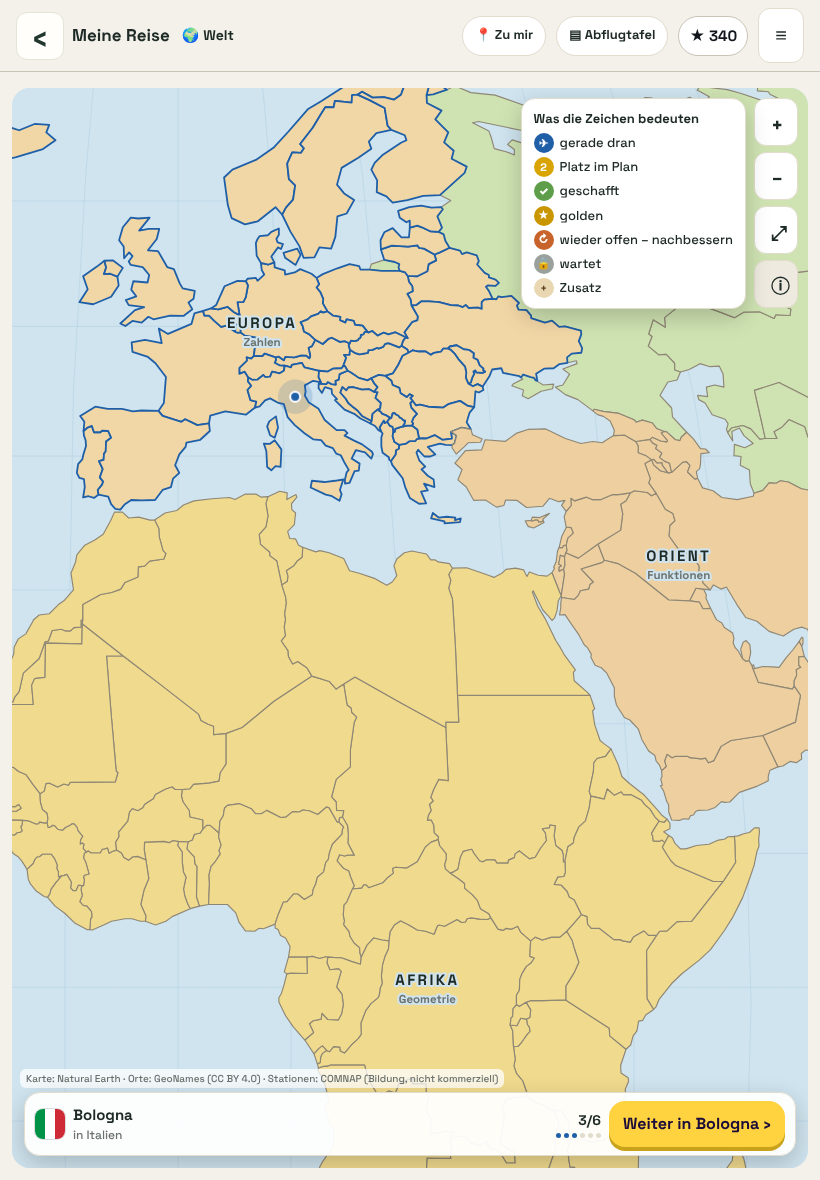 <
Meine Reise
🌍 Welt
📍 Zu mir
Abflugtafel
★ 340
≡
Was die Zeichen bedeuten
gerade dran
2 Platz im Plan
geschafft
golden
wieder offen – nachbessern
wartet
+ Zusatz
+
−
EUROPA
Zahlen
ORIENT
Funktionen
AFRIKA
Geometrie
Karte: Natural Earth · Orte: GeoNames (CC BY 4.0) · Stationen: COMNAP (Bildung, nicht kommerziell)
Bologna
in Italien
3/6
Weiter in Bologna >